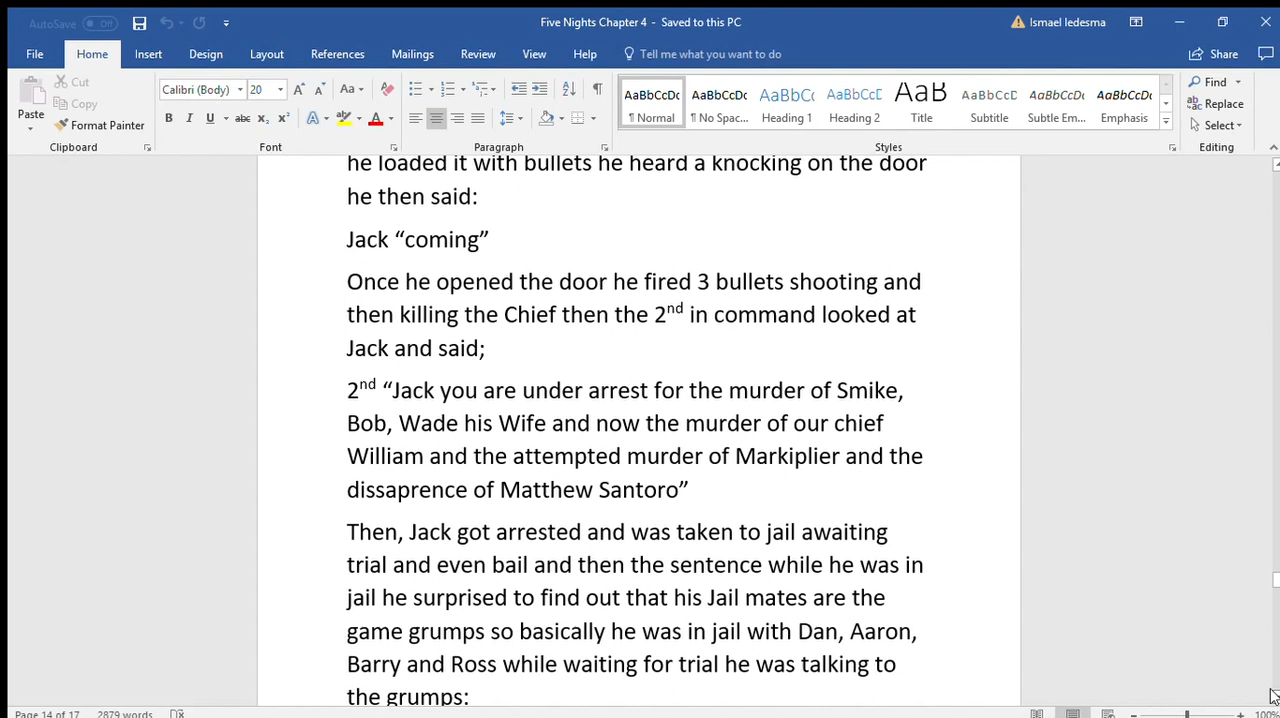 AutoSave Off
Five Nights Chapter 4 - Saved to this PC
Ismael ledesma
File Home Insert Design Layout References Mailings Review View Help Tell me what you want to do Share
Paste
Cut
Copy
Format Painter
Calibri (Body) 20
A A Aa
B I U abc x₂ x² A A
AaBbCcDc AaBbCcDc AaBbCc AaBbCcD AaB AaBbCcD AaBbCcDc AaBbCcDc
¶ Normal ¶ No Spac... Heading 1 Heading 2 Title Subtitle Subtle Em... Emphasis
Find
Replace
Select
Clipboard Font Paragraph Styles Editing
he loaded it with bullets he heard a knocking on the door
he then said:
Jack “coming”
Once he opened the door he fired 3 bullets shooting and
then killing the Chief then the 2nd in command looked at
Jack and said;
2nd “Jack you are under arrest for the murder of Smike,
Bob, Wade his Wife and now the murder of our chief
William and the attempted murder of Markiplier and the
dissaprence of Matthew Santoro”
Then, Jack got arrested and was taken to jail awaiting
trial and even bail and then the sentence while he was in
jail he surprised to find out that his Jail mates are the
game grumps so basically he was in jail with Dan, Aaron,
Barry and Ross while waiting for trial he was talking to
the grumps:
Page 14 of 17 2879 words 100%